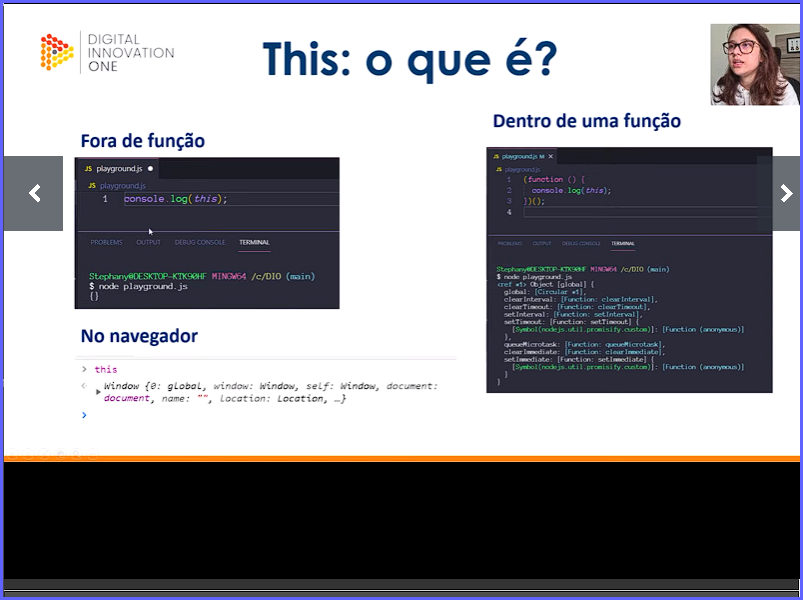 DIGITAL
INNOVATION
ONE
This: o que é?
Fora de função
JS playground.js
JS playground.js
1 console.log(this);
PROBLEMS OUTPUT DEBUG CONSOLE TERMINAL
Stephany@DESKTOP-KTK90HF MINGW64 /c/DIO (main)
$ node playground.js
{}
No navegador
> this
Window {0: global, window: Window, self: Window, document:
document, name: "", location: Location, …}
>
Dentro de uma função
JS playground.js M X
JS playground.js
1 (function () {
2 console.log(this);
3 })();
4
PROBLEMS OUTPUT DEBUG CONSOLE TERMINAL
Stephany@DESKTOP-KTK90HF MINGW64 /c/DIO (main)
$ node playground.js
<ref *1> Object [global] {
global: [Circular *1],
clearInterval: [Function: clearInterval],
clearTimeout: [Function: clearTimeout],
setInterval: [Function: setInterval],
setTimeout: [Function: setTimeout] {
[Symbol(nodejs.util.promisify.custom)]: [Function (anonymous)]
},
queueMicrotask: [Function: queueMicrotask],
clearImmediate: [Function: clearImmediate],
setImmediate: [Function: setImmediate] {
[Symbol(nodejs.util.promisify.custom)]: [Function (anonymous)]
}
}